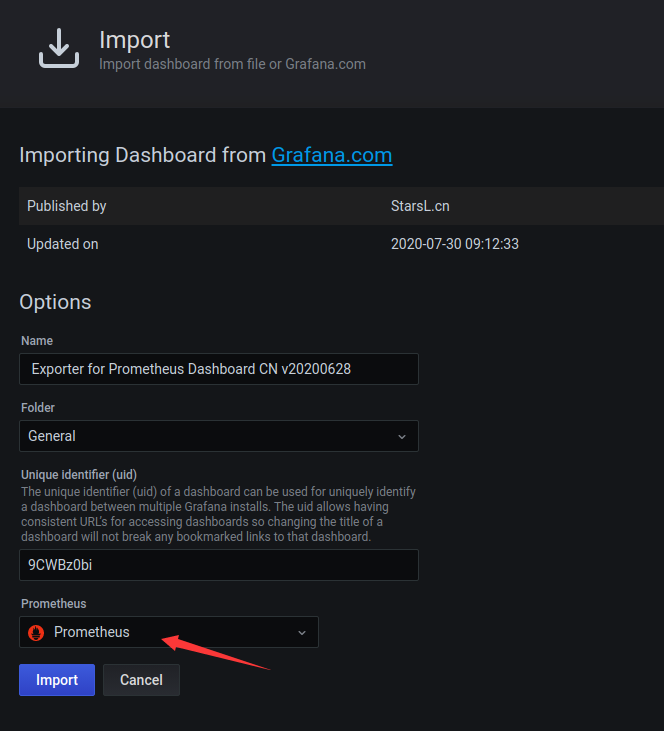 Import
Import dashboard from file or Grafana.com
Importing Dashboard from Grafana.com
Published by StarsL.cn
Updated on 2020-07-30 09:12:33
Options
Name
Exporter for Prometheus Dashboard CN v20200628
Folder
General
Unique identifier (uid)
The unique identifier (uid) of a dashboard can be used for uniquely identify
a dashboard between multiple Grafana installs. The uid allows having
consistent URL's for accessing dashboards so changing the title of a
dashboard will not break any bookmarked links to that dashboard.
9CWBz0bi
Prometheus
Prometheus
Import Cancel